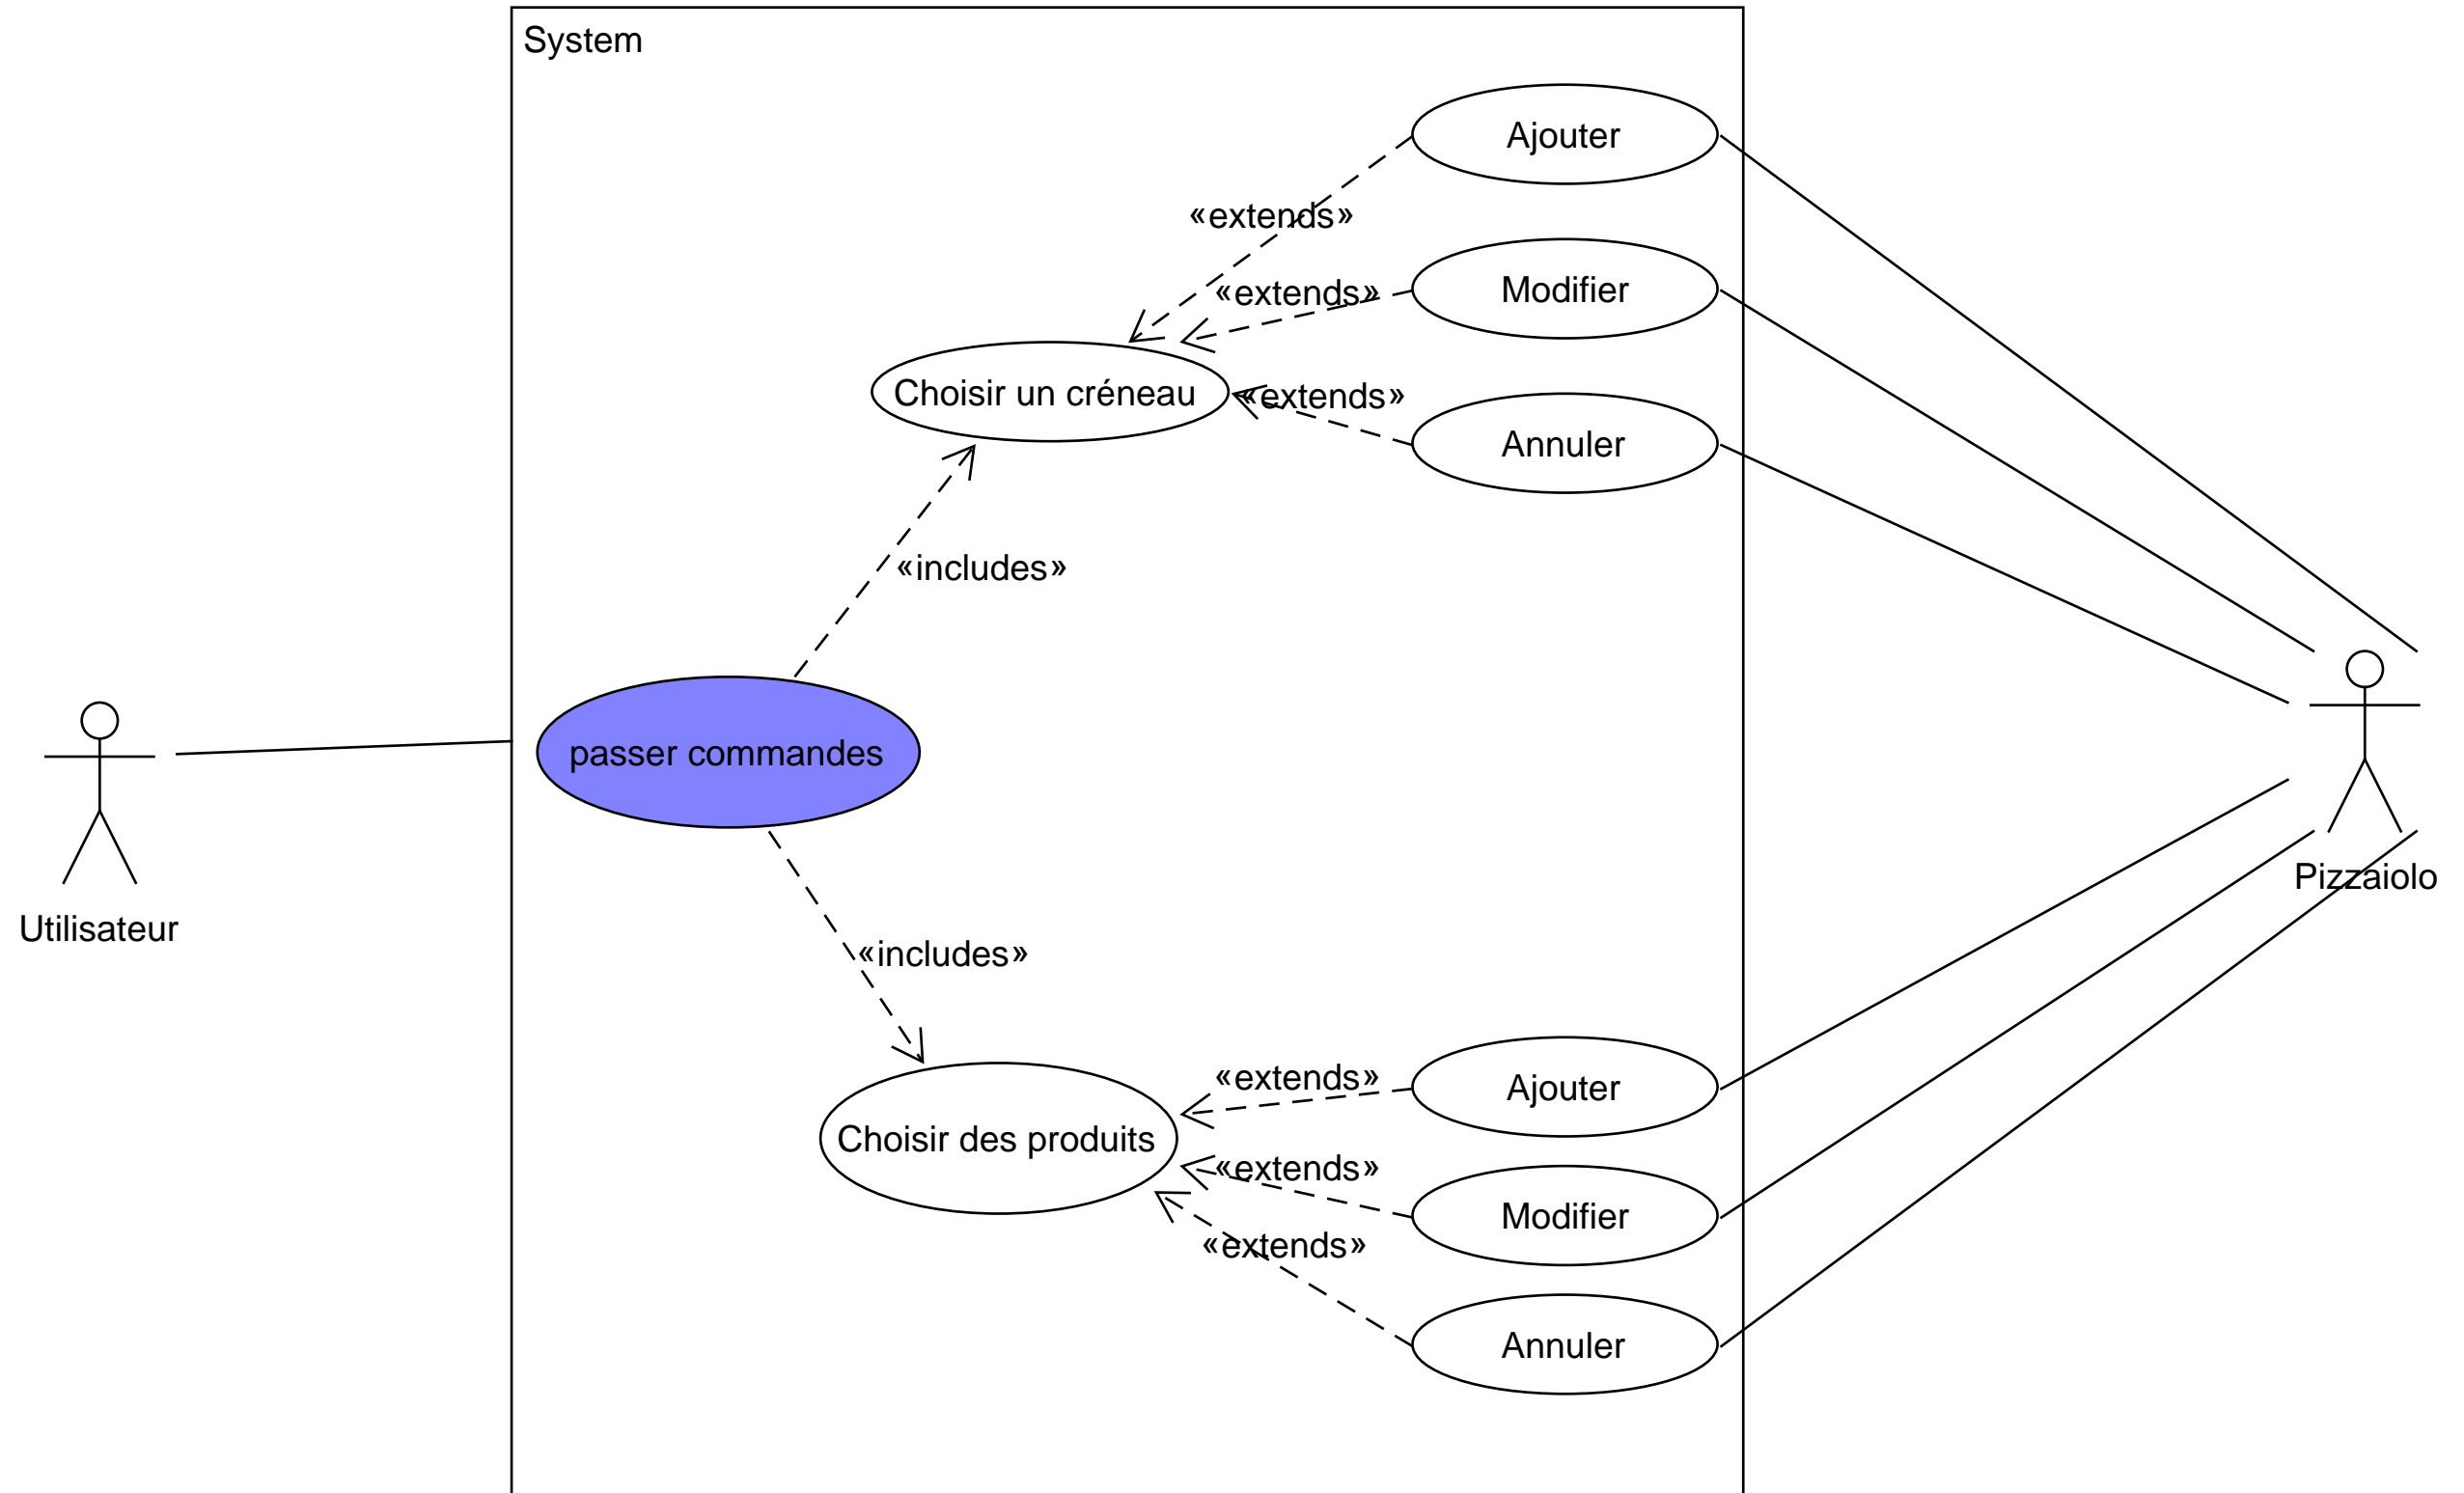 System
Ajouter
«extends»
Modifier
«extends»
Choisir un créneau
«extends»
Annuler
«includes»
passer commandes
Utilisateur
Pizzaiolo
«includes»
«extends»
Ajouter
Choisir des produits
«extends»
Modifier
«extends»
Annuler